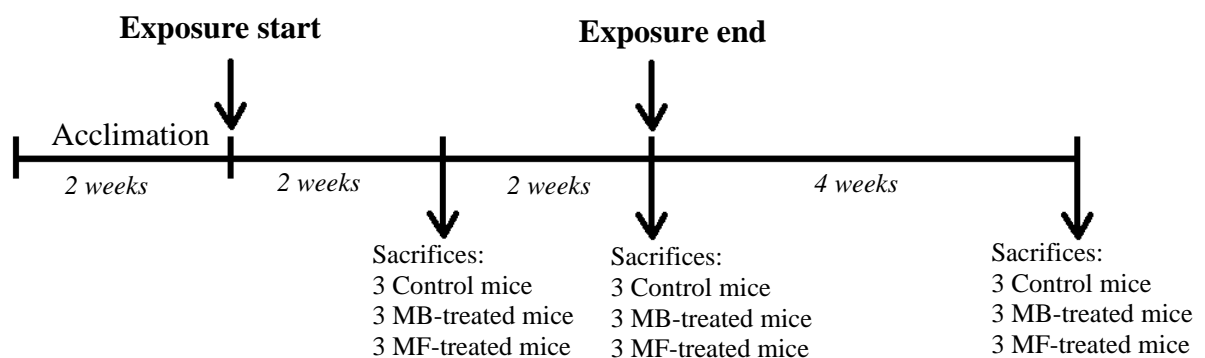 Exposure start
Exposure end
Acclimation
2 weeks
2 weeks
2 weeks
4 weeks
Sacrifices:
3 Control mice
3 MB-treated mice
3 MF-treated mice
Sacrifices:
3 Control mice
3 MB-treated mice
3 MF-treated mice
Sacrifices:
3 Control mice
3 MB-treated mice
3 MF-treated mice